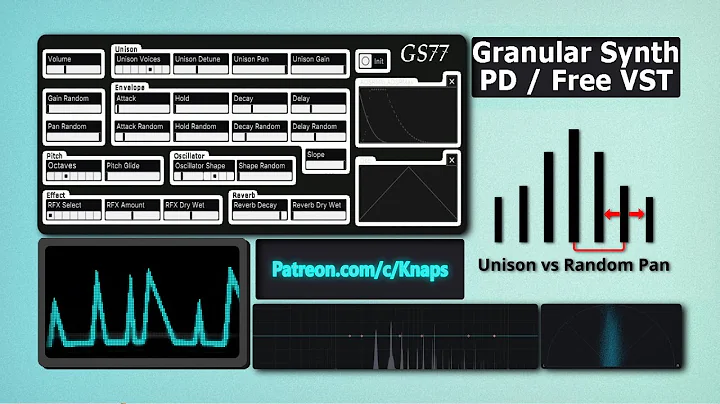 Unison
Volume
Unison Voices
Unison Detune
Unison Pan
Unison Gain
Init
GS77
x
Envelope
Gain Random
Attack
Hold
Decay
Delay
Pan Random
Attack Random
Hold Random
Decay Random
Delay Random
Pitch
Octaves
Pitch Glide
Oscillator
Oscillator Shape
Shape Random
Slope
x
Effect
RFX Select
RFX Amount
RFX Dry Wet
Reverb
Reverb Decay
Reverb Dry Wet
Granular Synth
PD / Free VST
Unison vs Random Pan
Patreon.com/c/Knaps